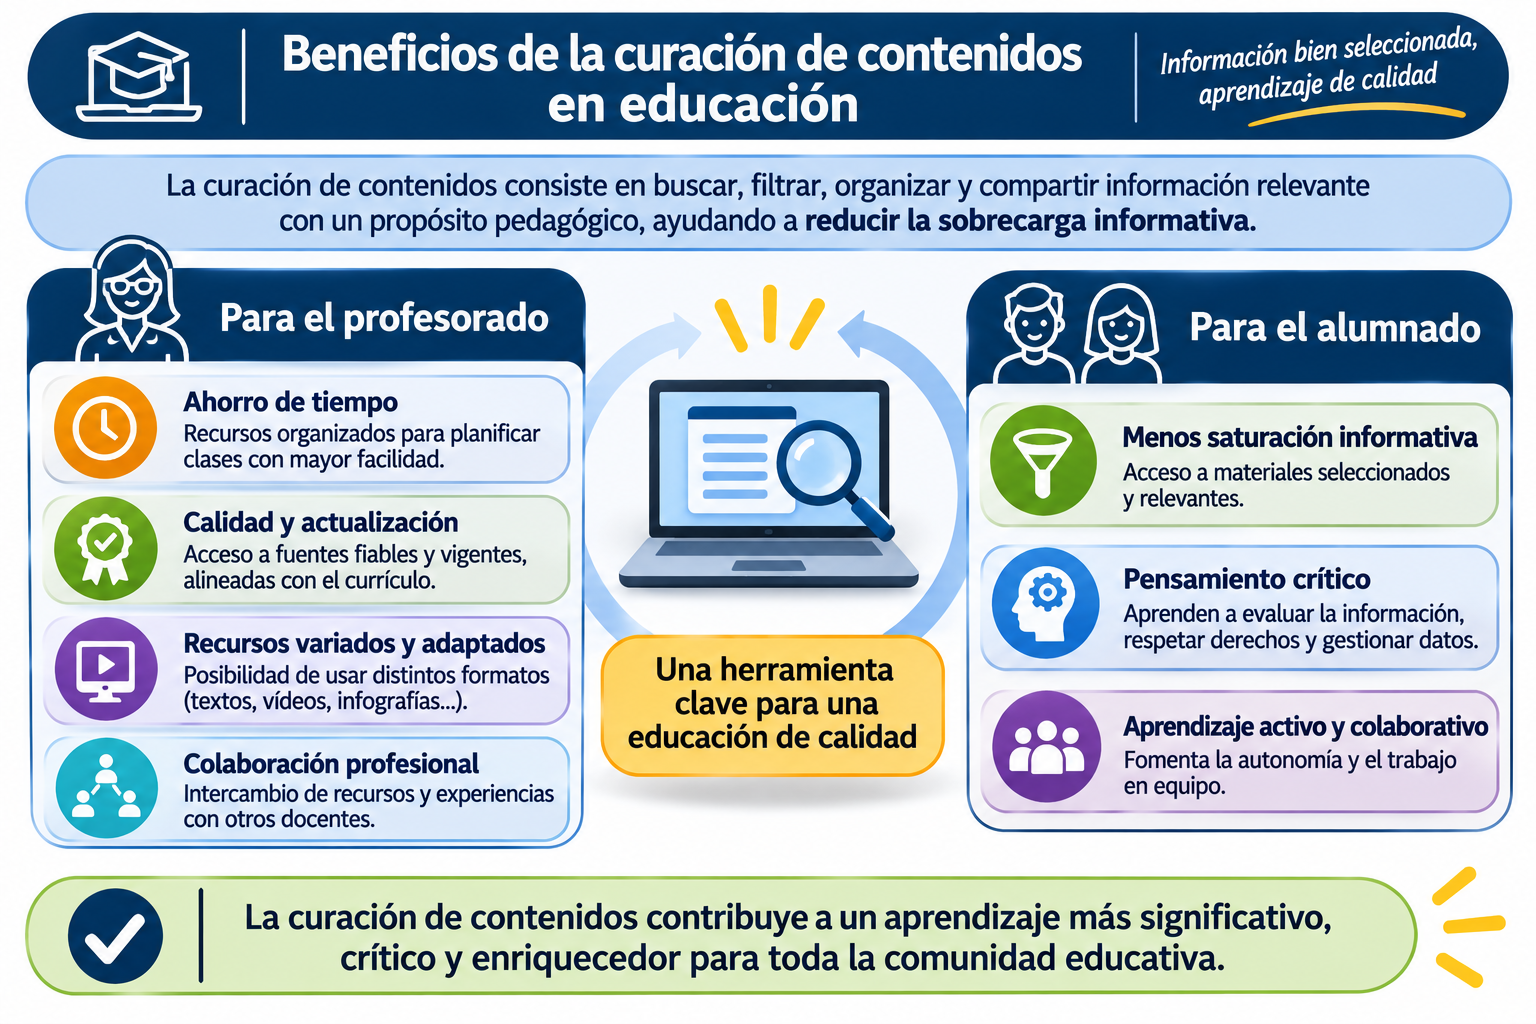 Beneficios de la curación de contenidos
en educación
Información bien seleccionada,
aprendizaje de calidad
La curación de contenidos consiste en buscar, filtrar, organizar y compartir información relevante
con un propósito pedagógico, ayudando a reducir la sobrecarga informativa.
Para el profesorado
Ahorro de tiempo
Recursos organizados para planificar
clases con mayor facilidad.
Calidad y actualización
Acceso a fuentes fiables y vigentes,
alineadas con el currículo.
Recursos variados y adaptados
Posibilidad de usar distintos formatos
(textos, vídeos, infografías...).
Colaboración profesional
Intercambio de recursos y experiencias
con otros docentes.
Una herramienta
clave para una
educación de calidad
Para el alumnado
Menos saturación informativa
Acceso a materiales seleccionados
y relevantes.
Pensamiento crítico
Aprenden a evaluar la información,
respetar derechos y gestionar datos.
Aprendizaje activo y colaborativo
Fomenta la autonomía y el trabajo
en equipo.
La curación de contenidos contribuye a un aprendizaje más significativo,
crítico y enriquecedor para toda la comunidad educativa.